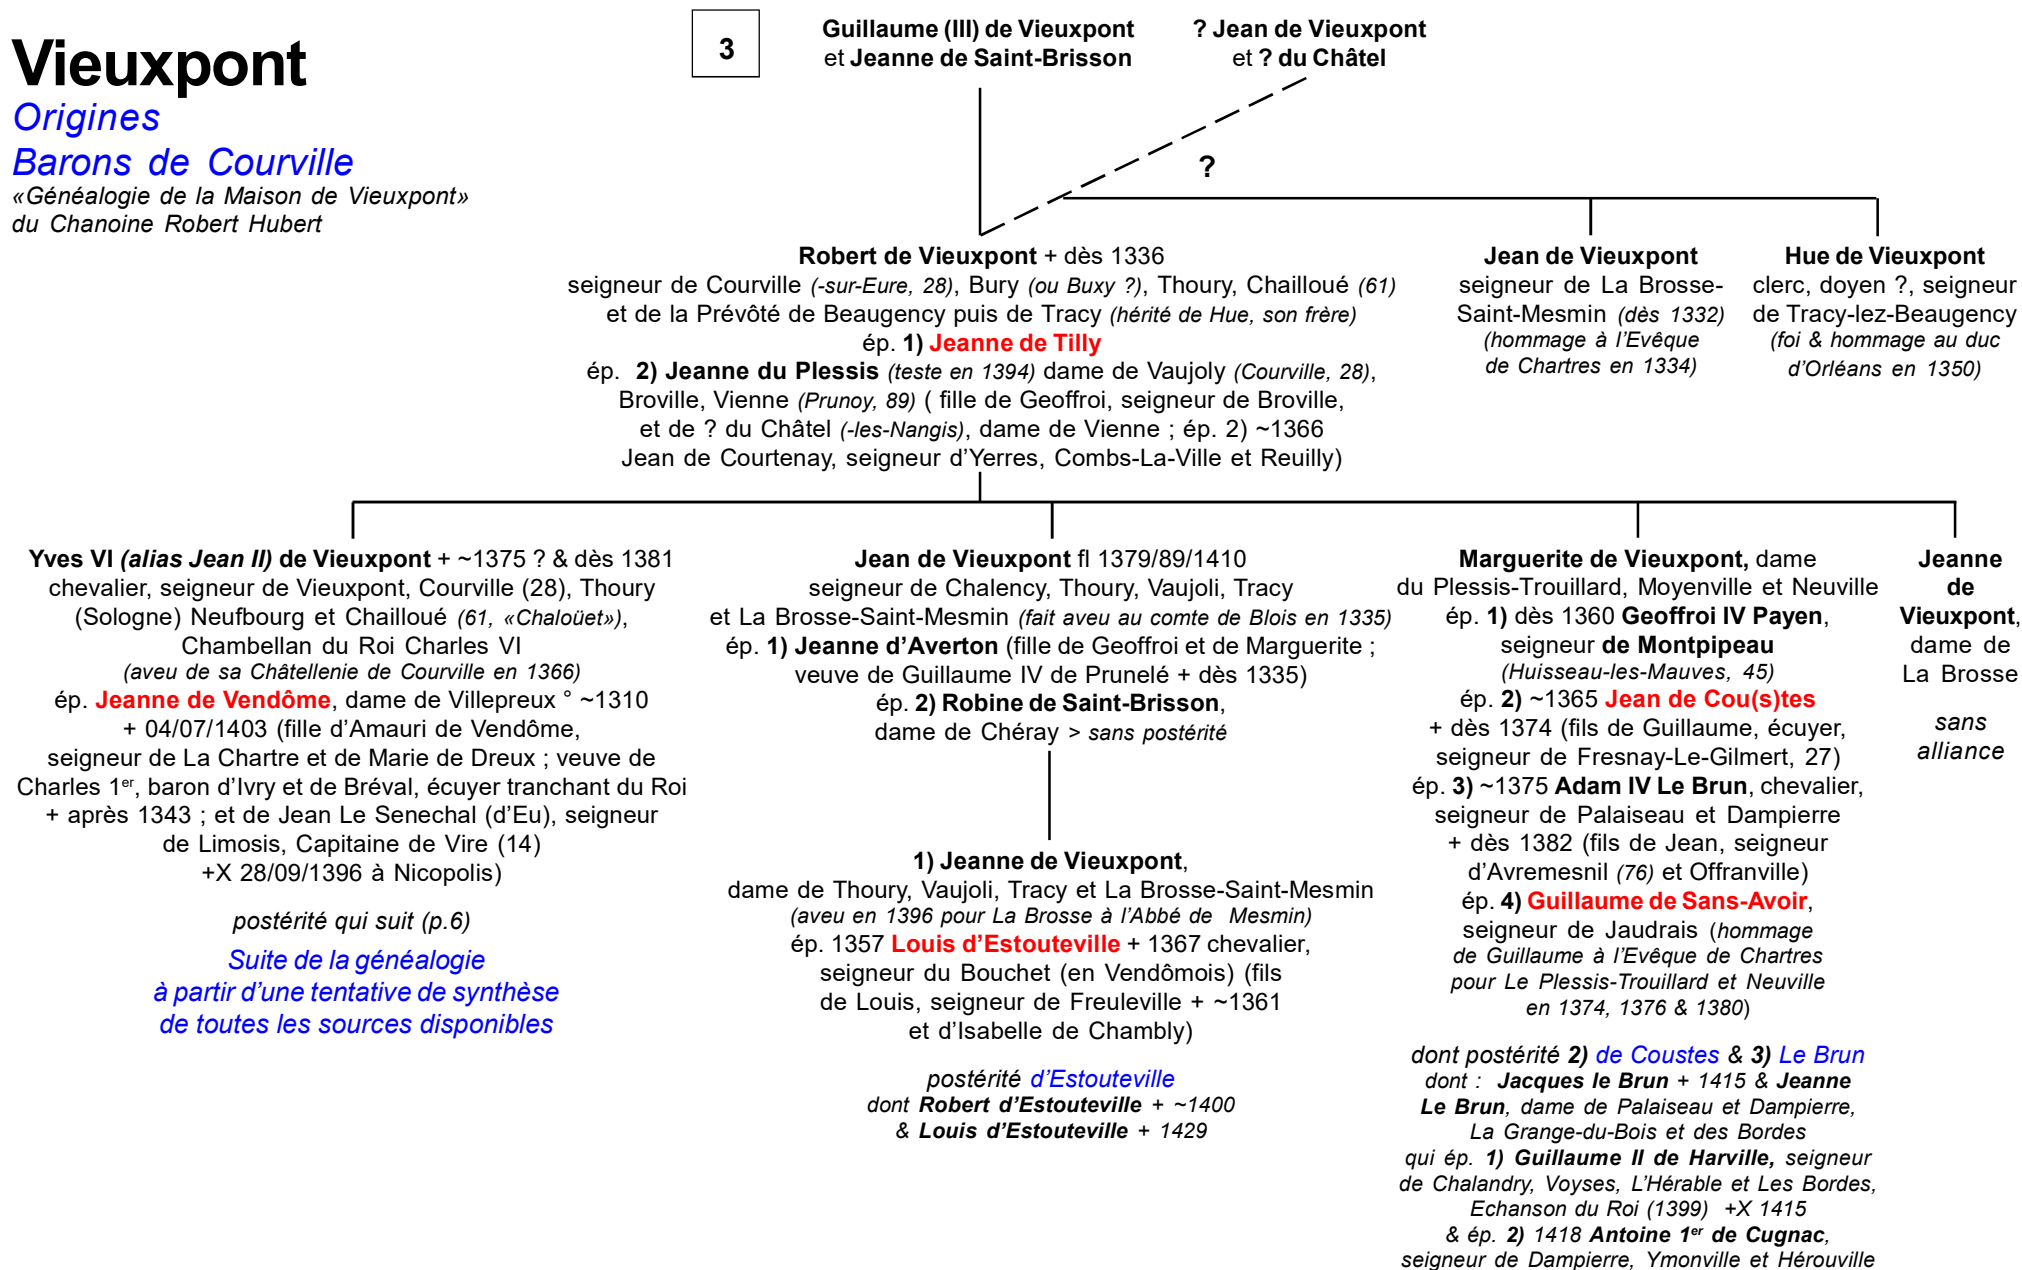 Vieuxpont
Origines
Barons de Courville
«Généalogie de la Maison de Vieuxpont»
du Chanoine Robert Hubert
3
Guillaume (III) de Vieuxpont
et Jeanne de Saint-Brisson
? Jean de Vieuxpont
et ? du Châtel
?
Robert de Vieuxpont + dès 1336
seigneur de Courville (-sur-Eure, 28), Bury (ou Buxy ?), Thoury, Chailloué (61)
et de la Prévôté de Beaugency puis de Tracy (hérité de Hue, son frère)
ép. 1) Jeanne de Tilly
ép. 2) Jeanne du Plessis (teste en 1394) dame de Vaujoly (Courville, 28),
Broville, Vienne (Prunoy, 89) ( fille de Geoffroi, seigneur de Broville,
et de ? du Châtel (-les-Nangis), dame de Vienne ; ép. 2) ~1366
Jean de Courtenay, seigneur d'Yerres, Combs-La-Ville et Reuilly)
Jean de Vieuxpont
seigneur de La Brosse-
Saint-Mesmin (dès 1332)
(hommage à l'Evêque
de Chartres en 1334)
Hue de Vieuxpont
clerc, doyen ?, seigneur
de Tracy-lez-Beaugency
(foi & hommage au duc
d'Orléans en 1350)
Yves VI (alias Jean II) de Vieuxpont + ~1375 ? & dès 1381
chevalier, seigneur de Vieuxpont, Courville (28), Thoury
(Sologne) Neufbourg et Chailloué (61, «Chaloüet»),
Chambellan du Roi Charles VI
(aveu de sa Châtellenie de Courville en 1366)
ép. Jeanne de Vendôme, dame de Villepreux ° ~1310
+ 04/07/1403 (fille d'Amauri de Vendôme,
seigneur de La Chartre et de Marie de Dreux ; veuve de
Charles 1er, baron d'Ivry et de Bréval, écuyer tranchant du Roi
+ après 1343 ; et de Jean Le Senechal (d'Eu), seigneur
de Limosis, Capitaine de Vire (14)
+X 28/09/1396 à Nicopolis)
postérité qui suit (p.6)
Suite de la généalogie
à partir d'une tentative de synthèse
de toutes les sources disponibles
Jean de Vieuxpont fl 1379/89/1410
seigneur de Chalency, Thoury, Vaujoli, Tracy
et La Brosse-Saint-Mesmin (fait aveu au comte de Blois en 1335)
ép. 1) Jeanne d'Averton (fille de Geoffroi et de Marguerite ;
veuve de Guillaume IV de Prunelé + dès 1335)
ép. 2) Robine de Saint-Brisson,
dame de Chéray > sans postérité
1) Jeanne de Vieuxpont,
dame de Thoury, Vaujoli, Tracy et La Brosse-Saint-Mesmin
(aveu en 1396 pour La Brosse à l'Abbé de Mesmin)
ép. 1357 Louis d'Estouteville + 1367 chevalier,
seigneur du Bouchet (en Vendômois) (fils
de Louis, seigneur de Freuleville + ~1361
et d'Isabelle de Chambly)
postérité d'Estouteville
dont Robert d'Estouteville + ~1400
& Louis d'Estouteville + 1429
Marguerite de Vieuxpont, dame
du Plessis-Trouillard, Moyenville et Neuville
ép. 1) dès 1360 Geoffroi IV Payen,
seigneur de Montpipeau
(Huisseau-les-Mauves, 45)
ép. 2) ~1365 Jean de Cou(s)tes
+ dès 1374 (fils de Guillaume, écuyer,
seigneur de Fresnay-Le-Gilmert, 27)
ép. 3) ~1375 Adam IV Le Brun, chevalier,
seigneur de Palaiseau et Dampierre
+ dès 1382 (fils de Jean, seigneur
d'Avremesnil (76) et Offranville)
ép. 4) Guillaume de Sans-Avoir,
seigneur de Jaudrais (hommage
de Guillaume à l'Evêque de Chartres
pour Le Plessis-Trouillard et Neuville
en 1374, 1376 & 1380)
dont postérité 2) de Coustes & 3) Le Brun
dont : Jacques le Brun + 1415 & Jeanne
Le Brun, dame de Palaiseau et Dampierre,
La Grange-du-Bois et des Bordes
qui ép. 1) Guillaume II de Harville, seigneur
de Chalandry, Voyses, L'Hérable et Les Bordes,
Echanson du Roi (1399) +X 1415
& ép. 2) 1418 Antoine 1er de Cugnac,
seigneur de Dampierre, Ymonville et Hérouville
Jeanne
de
Vieuxpont,
dame de
La Brosse
sans
alliance